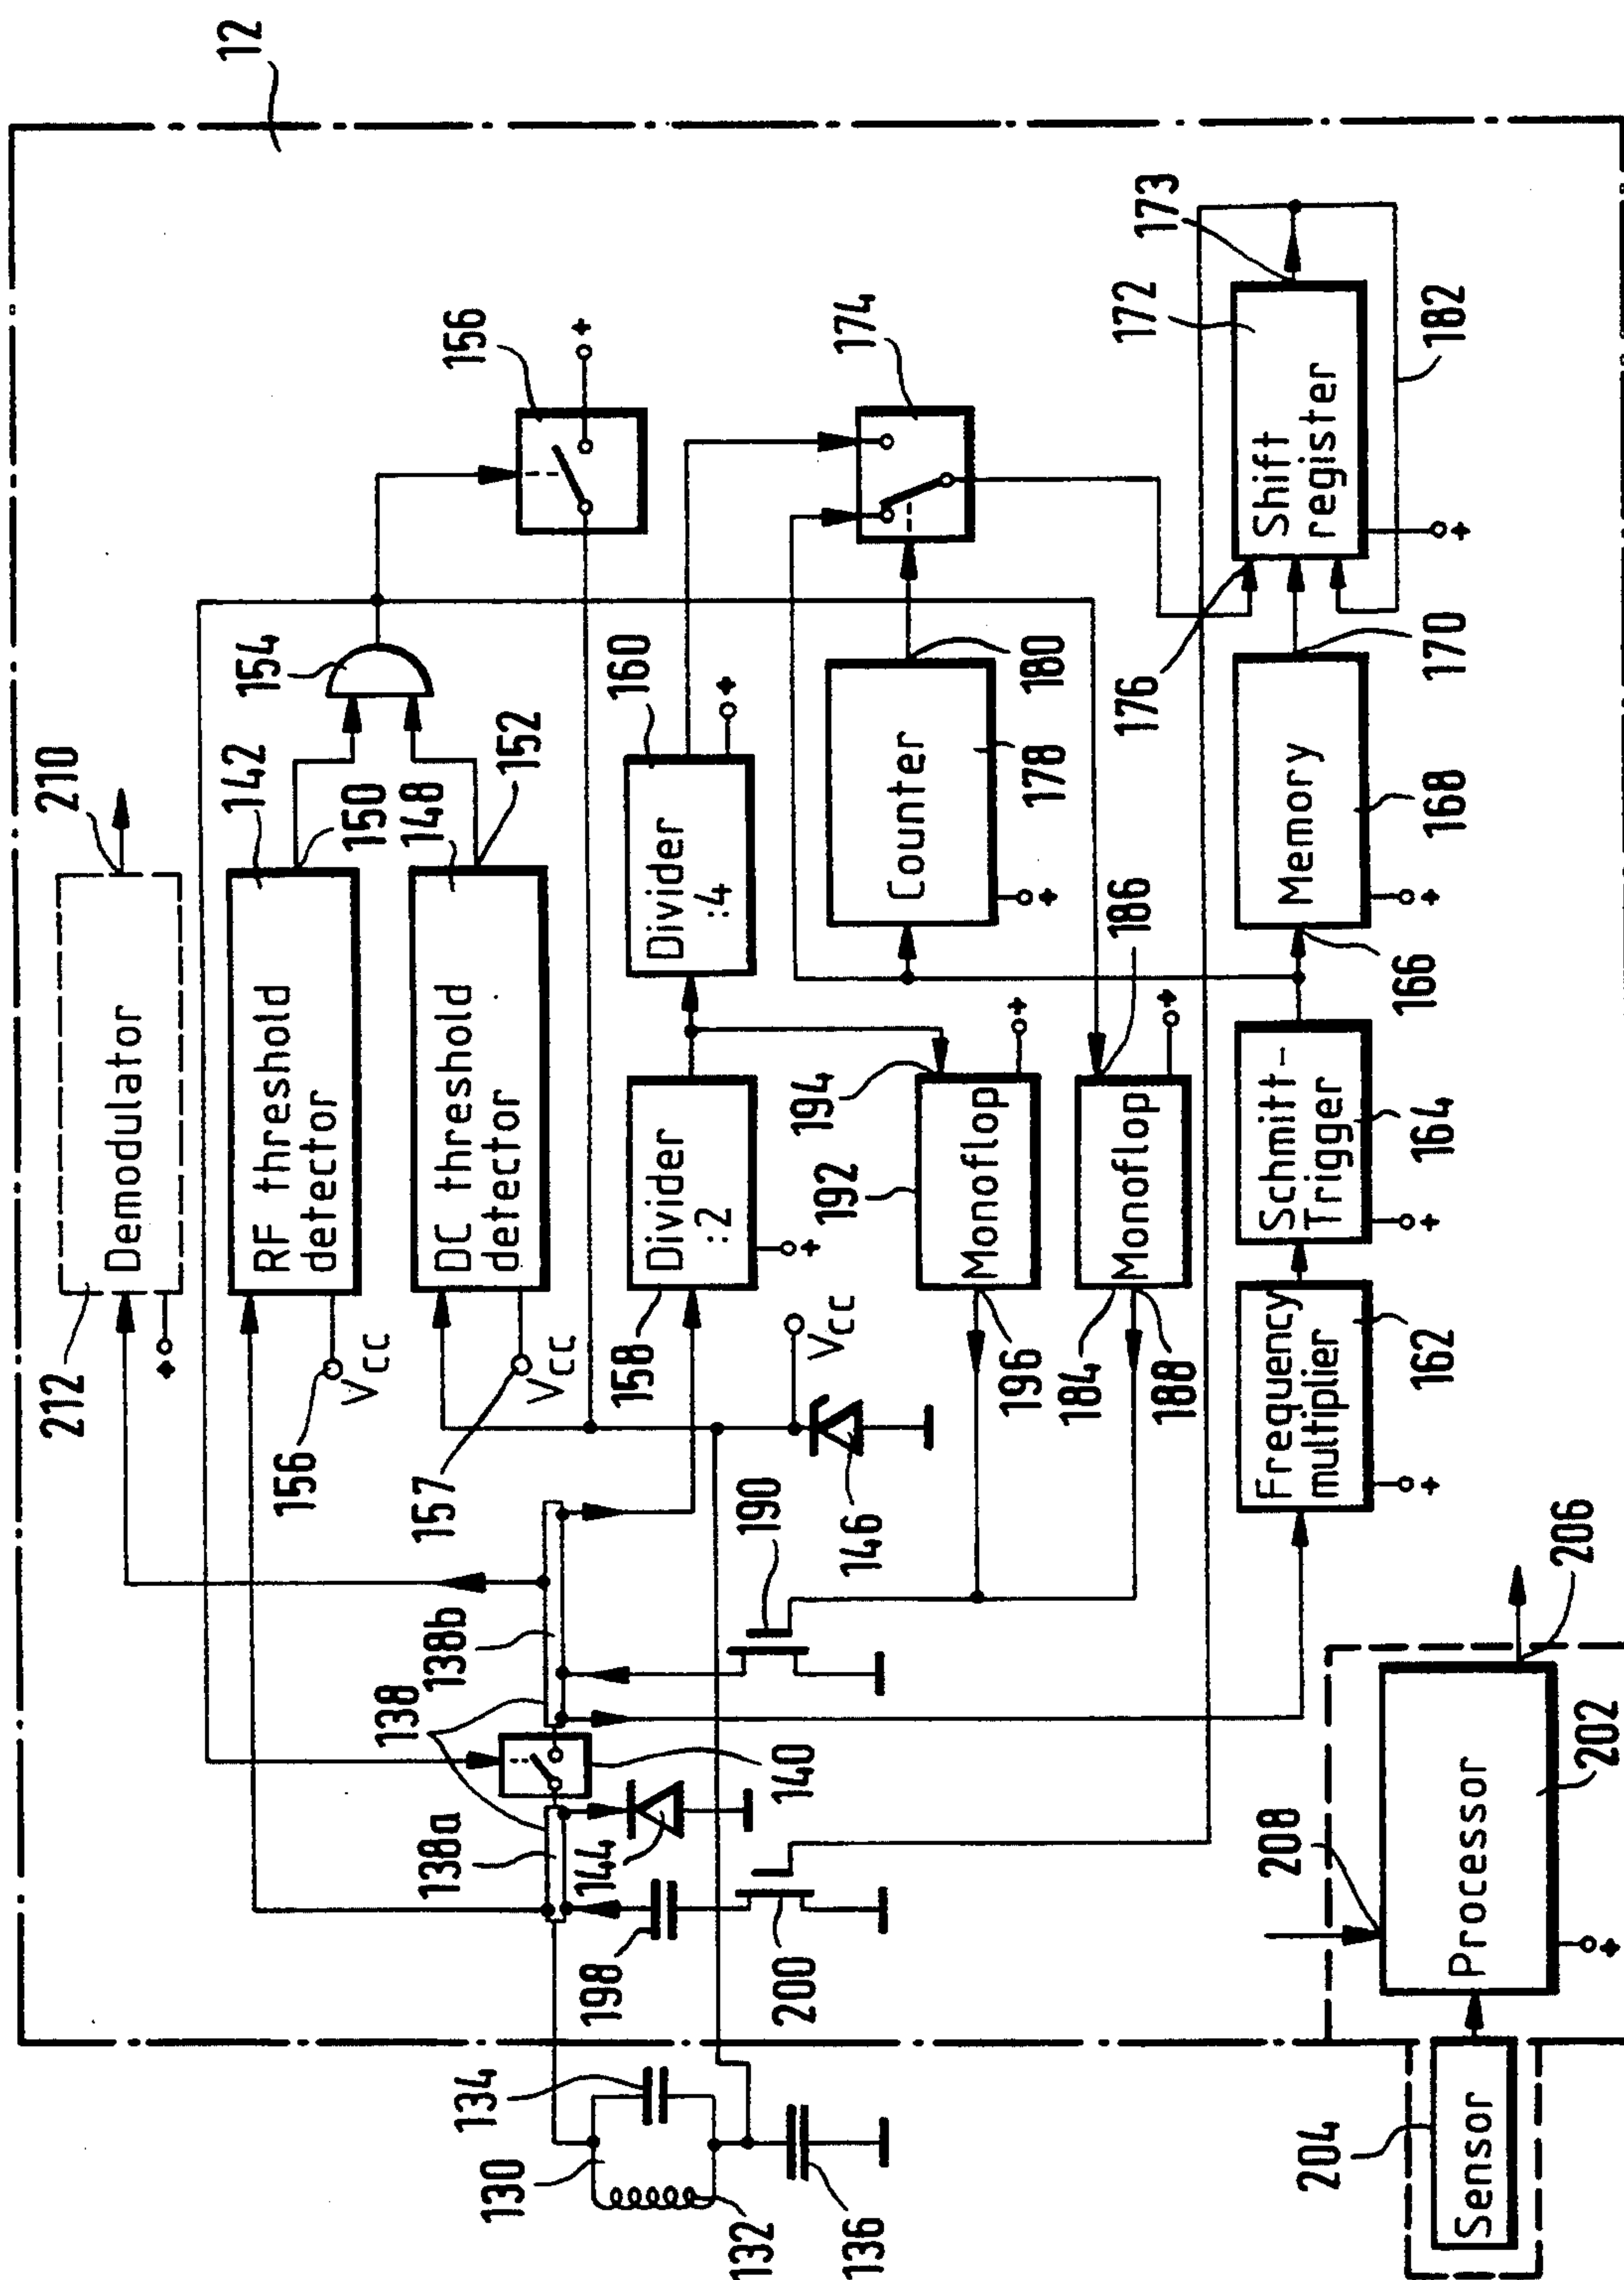 12
210
212
Demodulator
+
142
RF threshold
detector
150
156
VCC
148
DC threshold
detector
152
157
VCC
154
156
+
158
Divider
:2
+
160
Divider
:4
+
174
Counter
178
180
+
192
194
Monoflop
196
+
184
186
Monoflop
188
+
VCC
146
190
138
138a
138b
140
144
198
200
130
132
134
136
162
Frequency
multiplier
+
164
Schmitt-
Trigger
+
166
Memory
168
170
+
172
173
Shift
register
176
182
+
204
Sensor
208
Processor
202
206
+